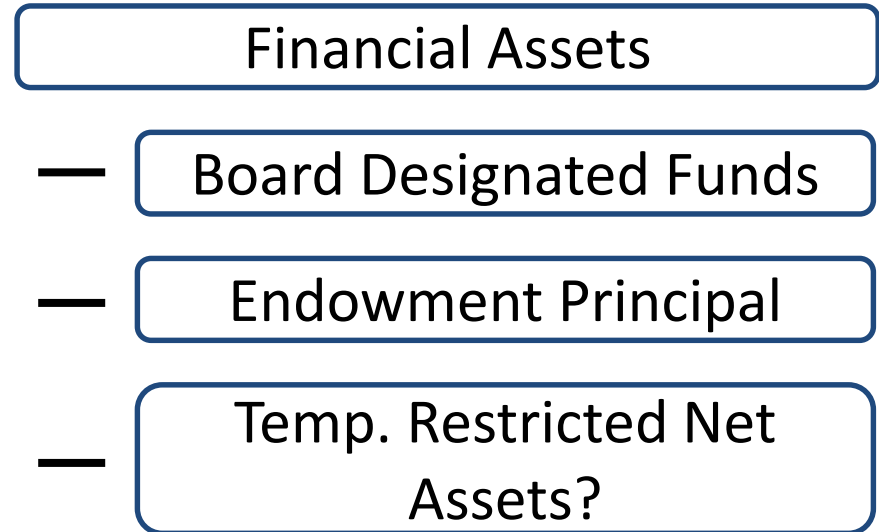 Financial Assets
— Board Designated Funds
— Endowment Principal
— Temp. Restricted Net
Assets?